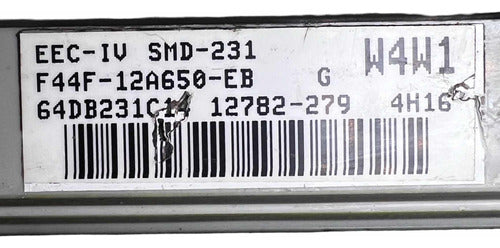 EEC-IV SMD-231 W4W1
F44F-12A650-EB G
64DB231C14 12782-279 4H16